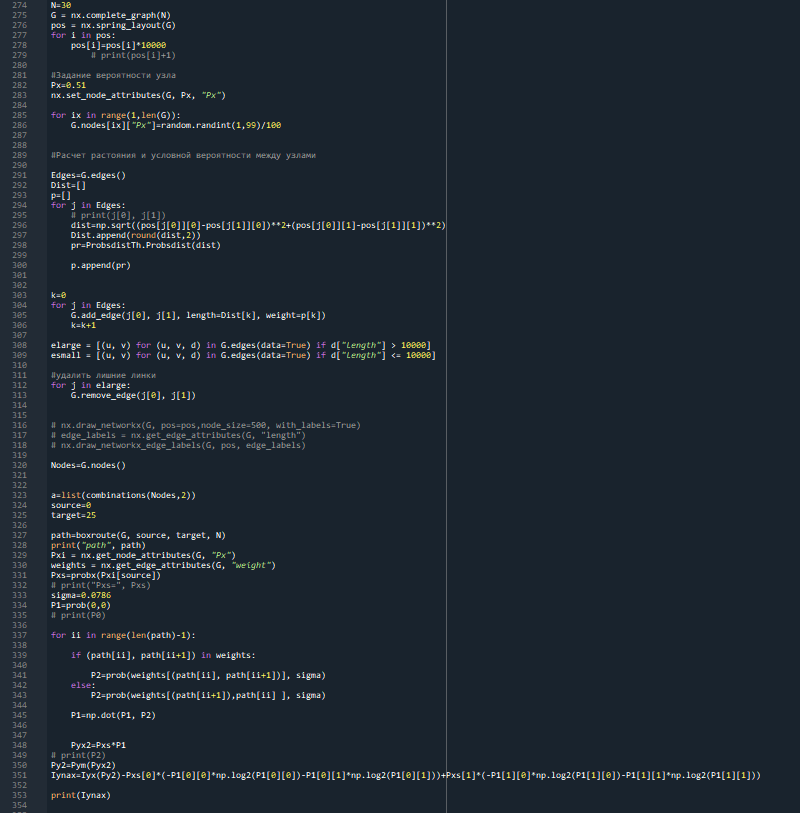 274 N=30
275 G = nx.complete_graph(N)
276 pos = nx.spring_layout(G)
277 for i in pos:
278     pos[i]=pos[i]*10000
279         # print(pos[i]+1)
280
281 #Задание вероятности узла
282 Px=0.51
283 nx.set_node_attributes(G, Px, "Px")
284
285 for ix in range(1,len(G)):
286     G.nodes[ix]["Px"]=random.randint(1,99)/100
287
288
289 #Расчет растояния и условной вероятности между узлами
290
291 Edges=G.edges()
292 Dist=[]
293 p=[]
294 for j in Edges:
295     # print(j[0], j[1])
296     dist=np.sqrt((pos[j[0]][0]-pos[j[1]][0])**2+(pos[j[0]][1]-pos[j[1]][1])**2)
297     Dist.append(round(dist,2))
298     pr=ProbsdistTh.Probsdist(dist)
299
300     p.append(pr)
301
302
303 k=0
304 for j in Edges:
305     G.add_edge(j[0], j[1], length=Dist[k], weight=p[k])
306     k=k+1
307
308 elarge = [(u, v) for (u, v, d) in G.edges(data=True) if d["length"] > 10000]
309 esmall = [(u, v) for (u, v, d) in G.edges(data=True) if d["length"] <= 10000]
310
311 #удалить лишние линки
312 for j in elarge:
313     G.remove_edge(j[0], j[1])
314
315
316 # nx.draw_networkx(G, pos=pos,node_size=500, with_labels=True)
317 # edge_labels = nx.get_edge_attributes(G, "length")
318 # nx.draw_networkx_edge_labels(G, pos, edge_labels)
319
320 Nodes=G.nodes()
321
322
323 a=list(combinations(Nodes,2))
324 source=0
325 target=25
326
327 path=boxroute(G, source, target, N)
328 print("path", path)
329 Pxi = nx.get_node_attributes(G, "Px")
330 weights = nx.get_edge_attributes(G, "weight")
331 Pxs=probx(Pxi[source])
332 # print("Pxs=", Pxs)
333 sigma=0.0786
334 P1=prob(0,0)
335 # print(P0)
336
337 for ii in range(len(path)-1):
338
339     if (path[ii], path[ii+1]) in weights:
340
341         P2=prob(weights[(path[ii], path[ii+1])], sigma)
342     else:
343         P2=prob(weights[(path[ii+1]),path[ii] ], sigma)
344
345     P1=np.dot(P1, P2)
346
347
348     Pyx2=Pxs*P1
349 # print(P2)
350 Py2=Pym(Pyx2)
351 Iynax=Iyx(Py2)-Pxs[0]*(-P1[0][0]*np.log2(P1[0][0])-P1[0][1]*np.log2(P1[0][1]))+Pxs[1]*(-P1[1][0]*np.log2(P1[1][0])-P1[1][1]*np.log2(P1[1][1]))
352
353 print(Iynax)
354